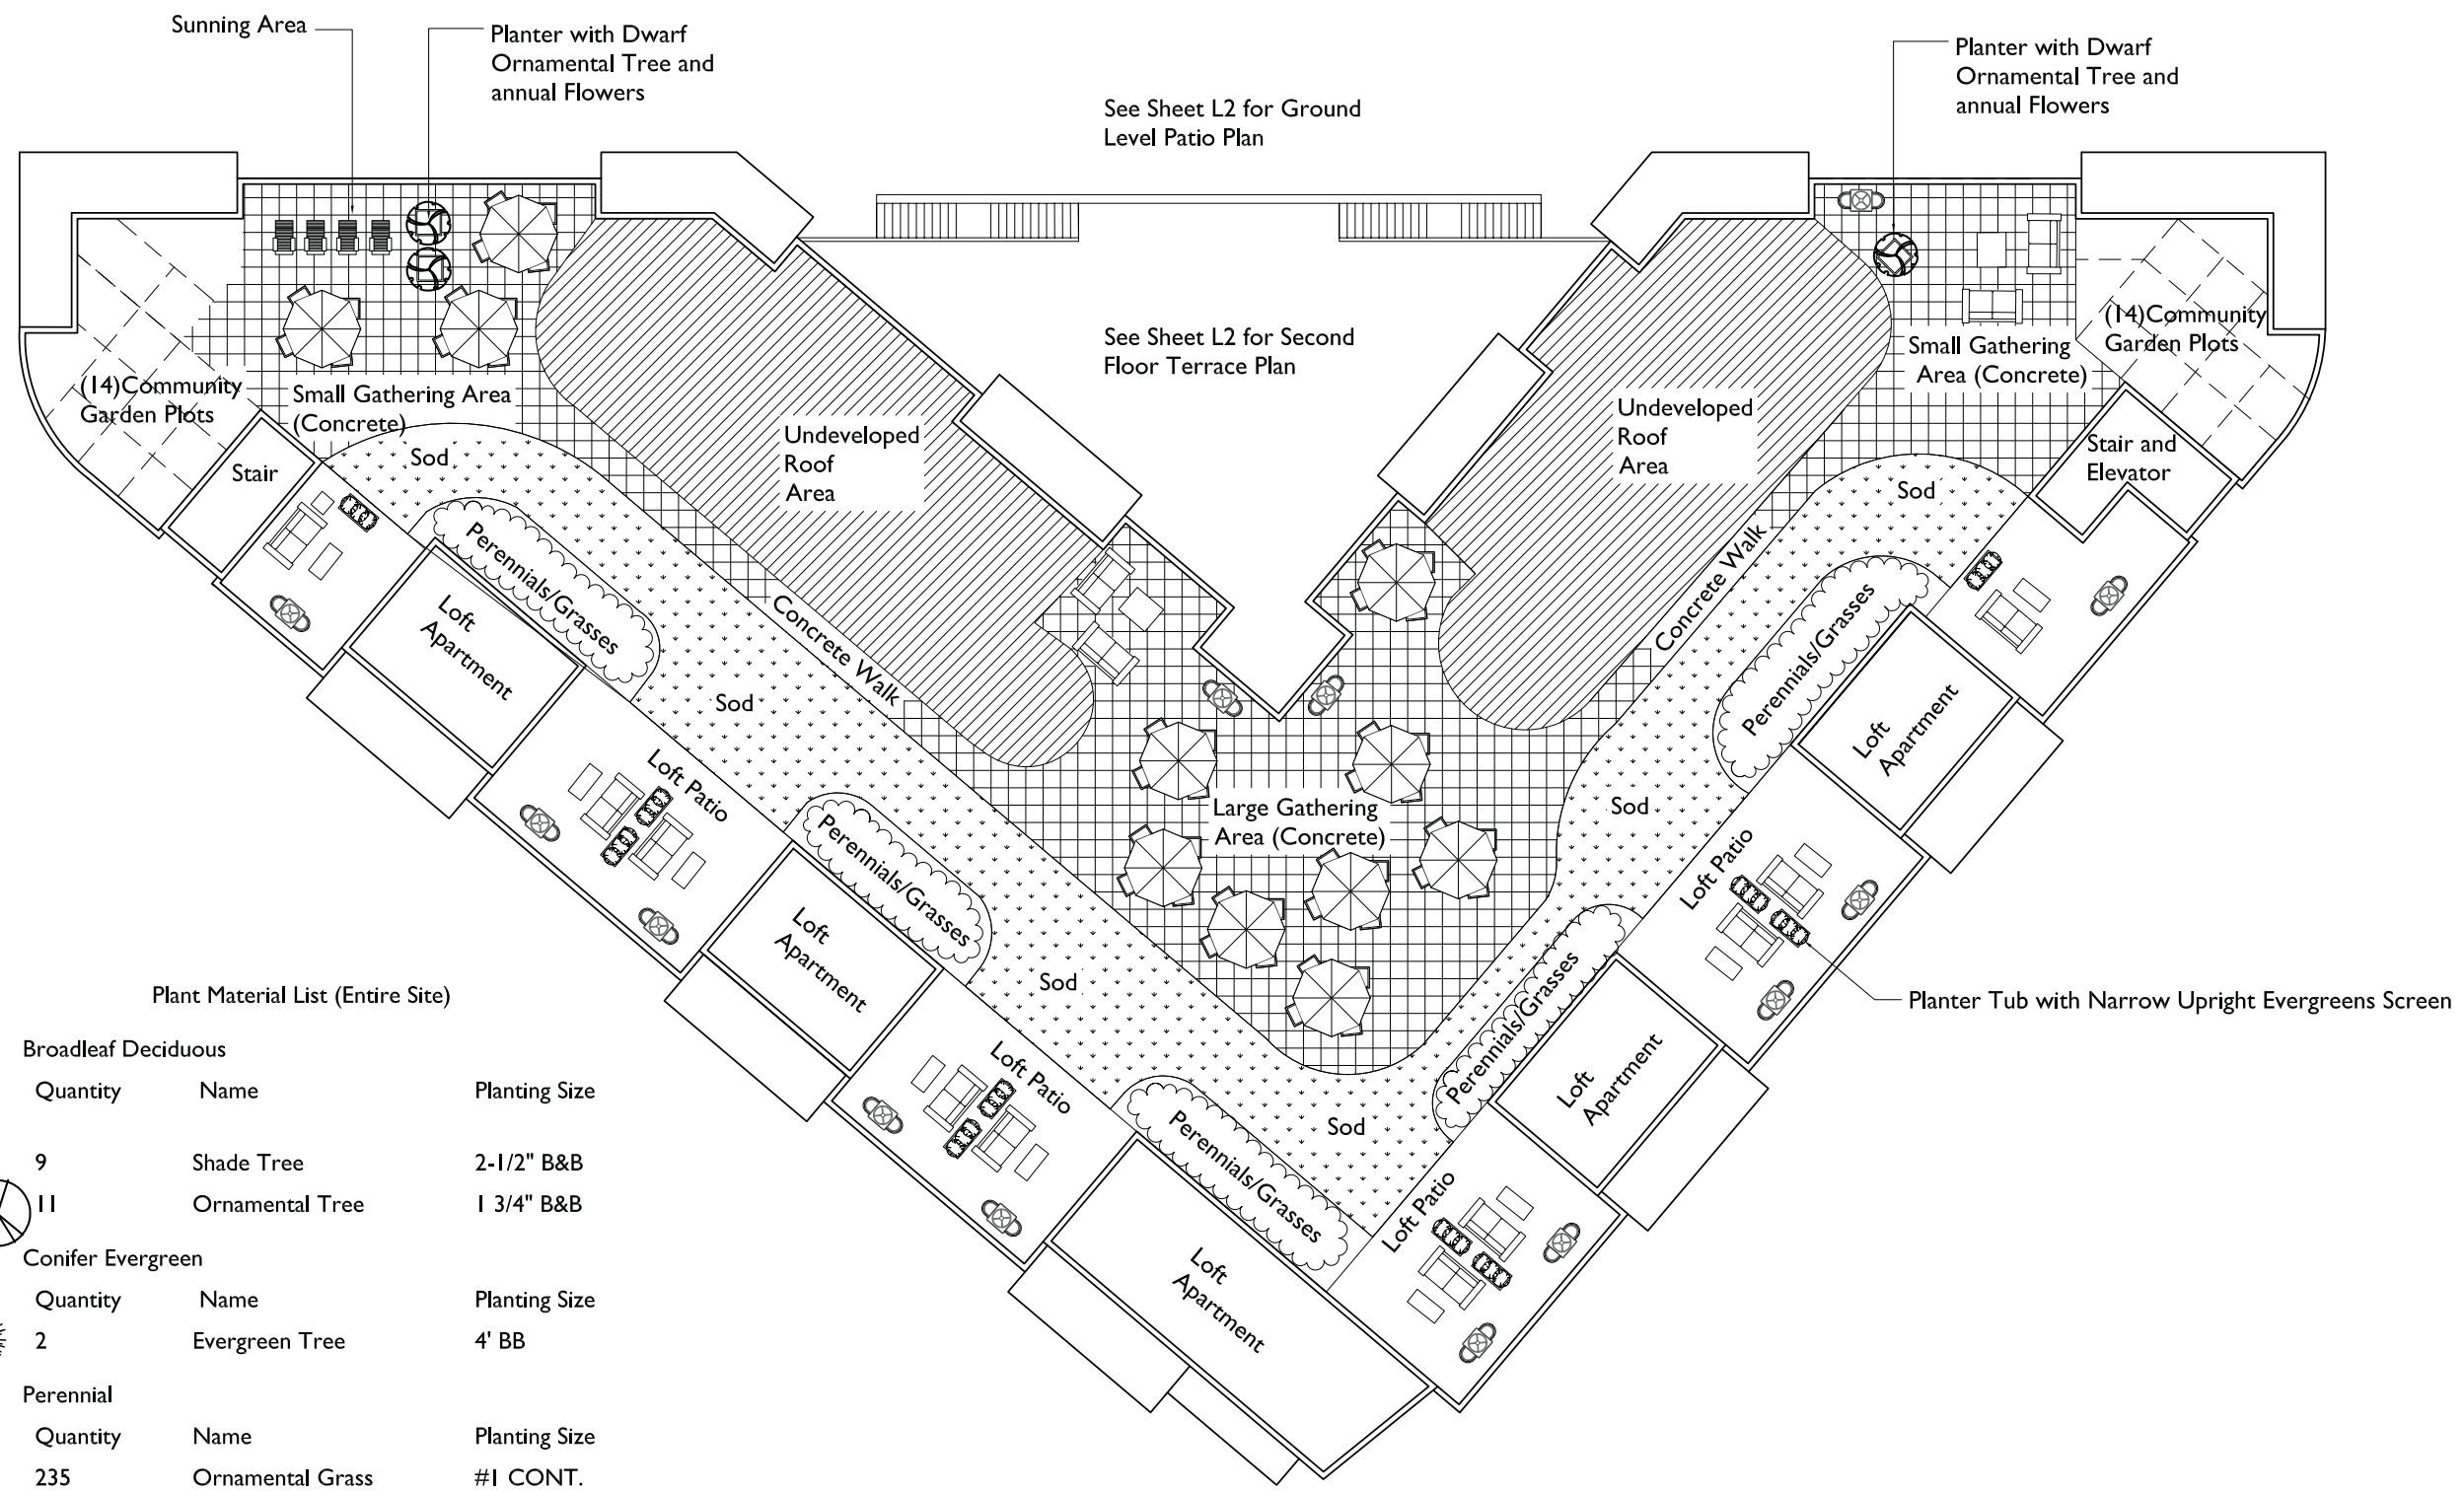 Sunning Area
Planter with Dwarf
Ornamental Tree and
annual Flowers
See Sheet L2 for Ground
Level Patio Plan
Planter with Dwarf
Ornamental Tree and
annual Flowers
See Sheet L2 for Second
Floor Terrace Plan
(14)Community
Garden Plots
Small Gathering Area
(Concrete)
Undeveloped
Roof
Area
Undeveloped
Roof
Area
Small Gathering
Area (Concrete)
(14)Community
Garden Plots
Stair
Sod
Sod
Stair and
Elevator
Perennials/Grasses
Loft
Apartment
Concrete Walk
Concrete Walk
Perennials/Grasses
Loft
Apartment
Sod
Loft Patio
Large Gathering
Area (Concrete)
Sod
Perennials/Grasses
Loft
Apartment
Loft Patio
Sod
Perennials/Grasses
Loft
Apartment
Planter Tub with Narrow Upright Evergreens Screen
Loft Patio
Sod
Perennials/Grasses
Loft Patio
Loft
Apartment
Plant Material List (Entire Site)
Broadleaf Deciduous
Quantity Name Planting Size
9 Shade Tree 2-1/2" B&B
11 Ornamental Tree 1 3/4" B&B
Conifer Evergreen
Quantity Name Planting Size
2 Evergreen Tree 4' BB
Perennial
Quantity Name Planting Size
235 Ornamental Grass #1 CONT.